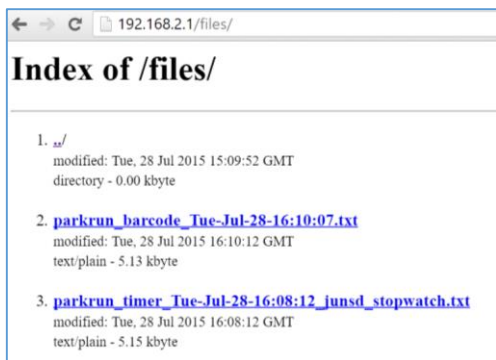 192.168.2.1/files/
Index of /files/
1. ../
modified: Tue, 28 Jul 2015 15:09:52 GMT
directory - 0.00 kbyte
2. parkrun_barcode_Tue-Jul-28-16:10:07.txt
modified: Tue, 28 Jul 2015 16:10:12 GMT
text/plain - 5.13 kbyte
3. parkrun_timer_Tue-Jul-28-16:08:12_junsd_stopwatch.txt
modified: Tue, 28 Jul 2015 16:08:12 GMT
text/plain - 5.15 kbyte